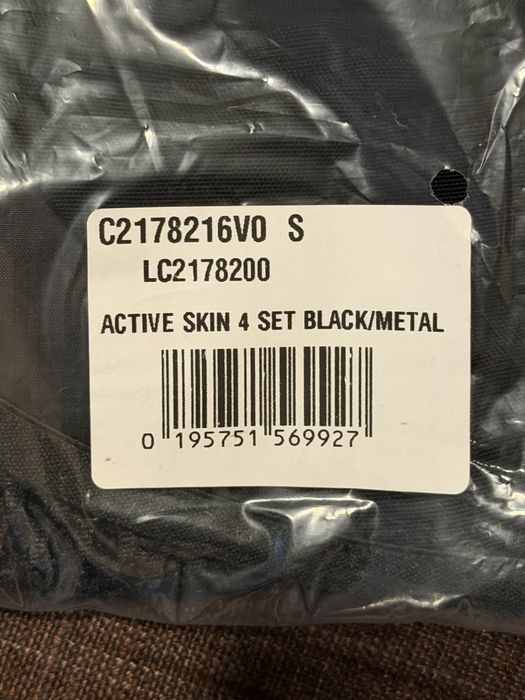 C2178216V0 S
LC2178200
ACTIVE SKIN 4 SET BLACK/METAL
0 195751 569927